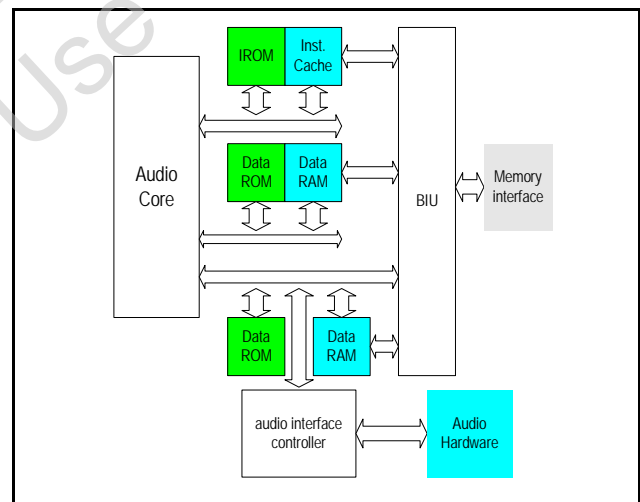 Use
IROM
Inst.
Cache
Audio
Core
Data
ROM
Data
RAM
BIU
Memory
interface
Data
ROM
Data
RAM
audio interface
controller
Audio
Hardware